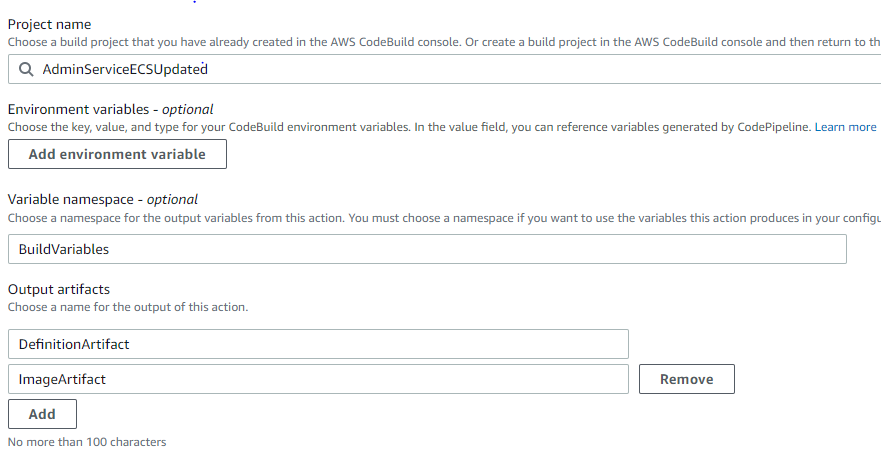 Project name
Choose a build project that you have already created in the AWS CodeBuild console. Or create a build project in the AWS CodeBuild console and then return to th
AdminServiceECSUpdated
Environment variables - optional
Choose the key, value, and type for your CodeBuild environment variables. In the value field, you can reference variables generated by CodePipeline. Learn more
Add environment variable
Variable namespace - optional
Choose a namespace for the output variables from this action. You must choose a namespace if you want to use the variables this action produces in your configu
BuildVariables
Output artifacts
Choose a name for the output of this action.
DefinitionArtifact
ImageArtifact Remove
Add
No more than 100 characters